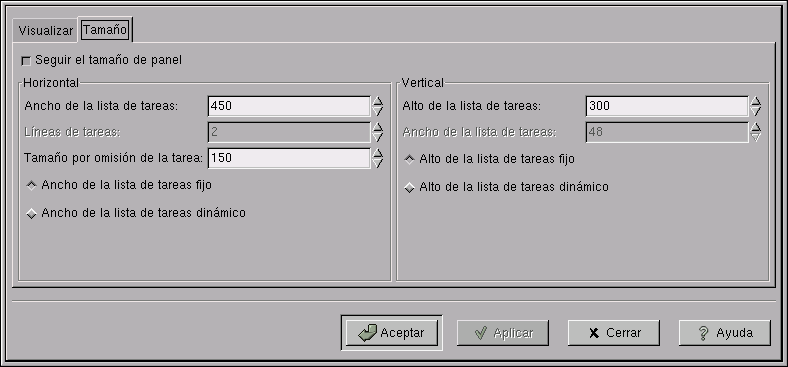 Visualizar Tamaño
Seguir el tamaño de panel
Horizontal
Ancho de la lista de tareas: 450
Líneas de tareas: 2
Tamaño por omisión de la tarea: 150
Ancho de la lista de tareas fijo
Ancho de la lista de tareas dinámico
Vertical
Alto de la lista de tareas: 300
Ancho de la lista de tareas: 48
Alto de la lista de tareas fijo
Alto de la lista de tareas dinámico
Aceptar Aplicar Cerrar Ayuda